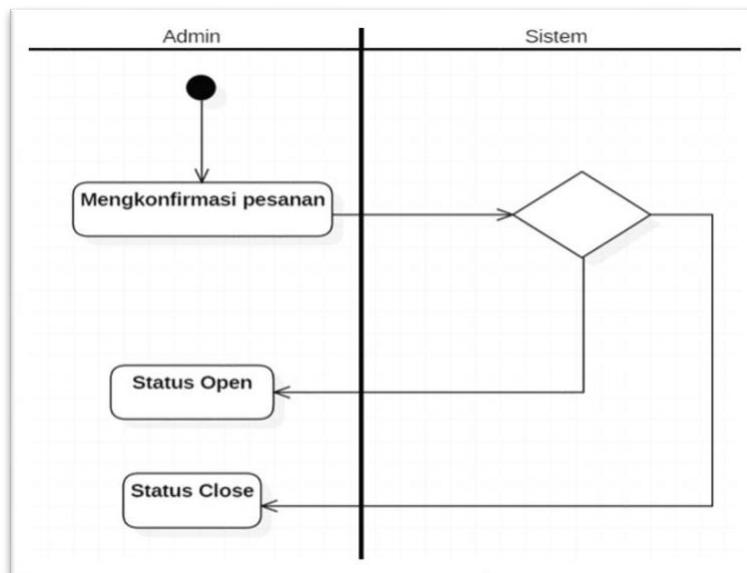 Admin
Sistem
Mengkonfirmasi pesanan
Status Open
Status Close